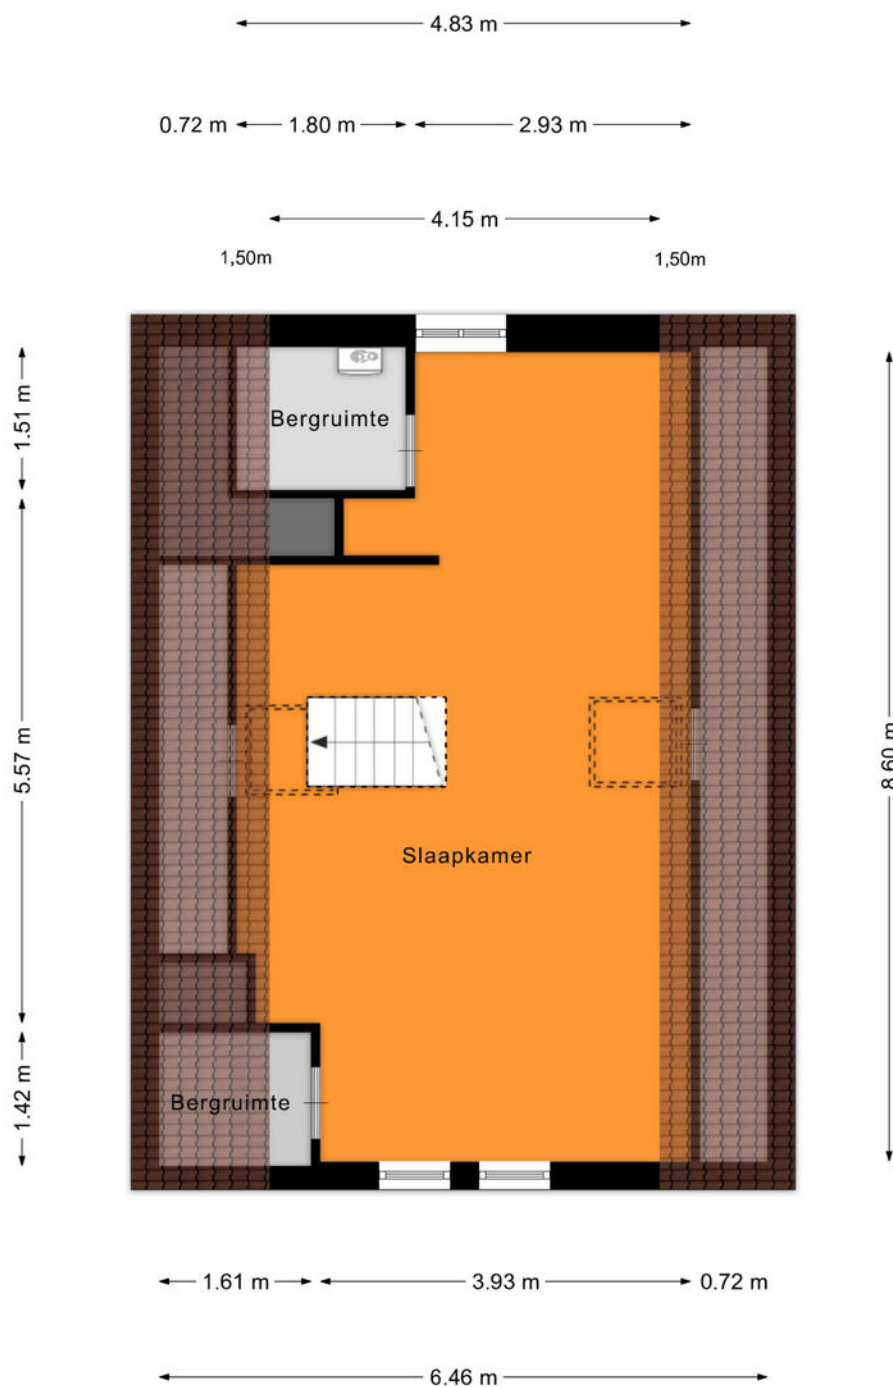 4.83 m
0.72 m
1.80 m
2.93 m
4.15 m
1,50m
1,50m
1.51 m
Bergruimte
5.57 m
8.60 m
Slaapkamer
1.42 m
Bergruimte
1.61 m
3.93 m
0.72 m
6.46 m